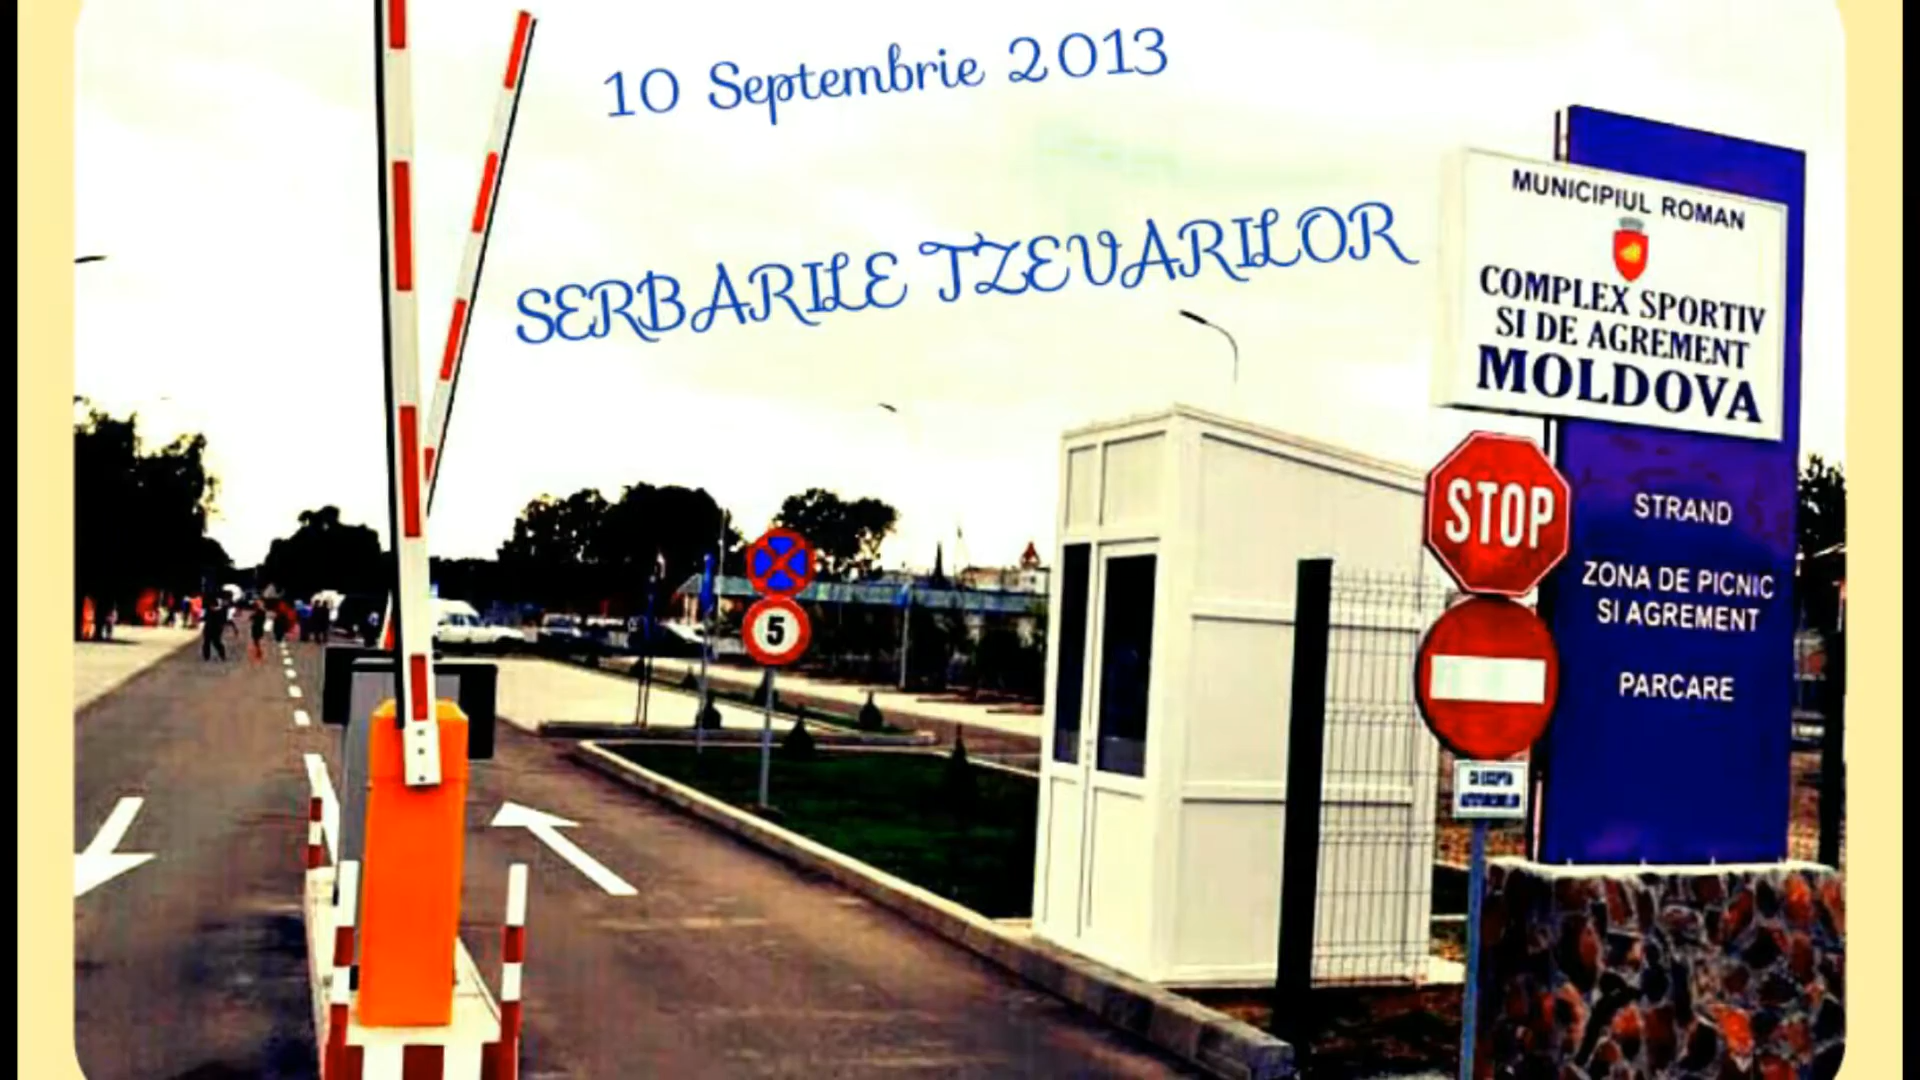 10 Septembrie 2013
SERBARILE TZEVARILOR
MUNICIPIUL ROMAN
COMPLEX SPORTIV
SI DE AGREMENT
MOLDOVA
STOP
STRAND
ZONA DE PICNIC
SI AGREMENT
PARCARE
5